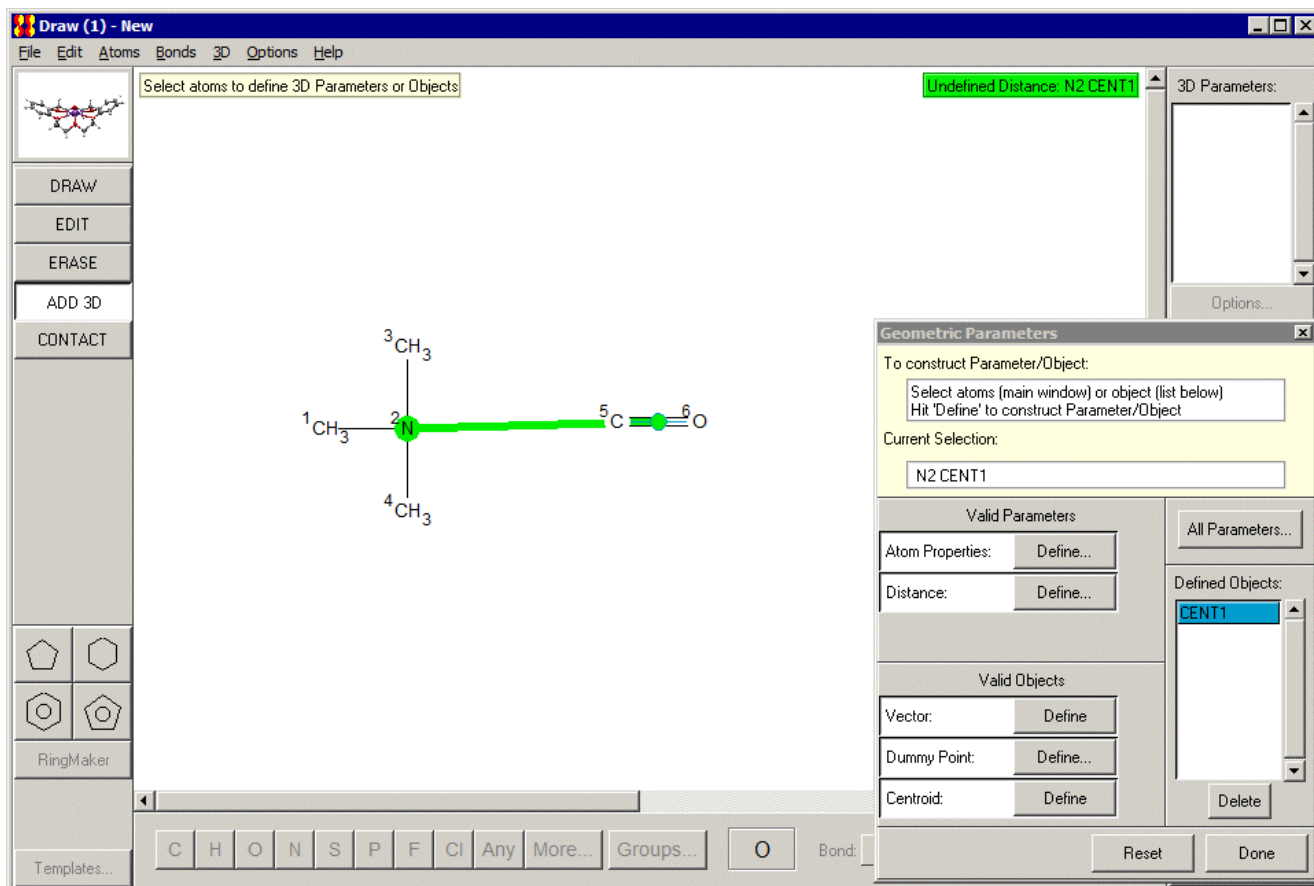 Draw (1) - New
File Edit Atoms Bonds 3D Options Help
Select atoms to define 3D Parameters or Objects
Undefined Distance: N2 CENT1
3D Parameters:
DRAW
EDIT
ERASE
ADD 3D
CONTACT
Options...
3CH3
1CH3
2N
5C
6O
4CH3
Geometric Parameters
To construct Parameter/Object:
Select atoms (main window) or object (list below)
Hit 'Define' to construct Parameter/Object
Current Selection:
N2 CENT1
Valid Parameters
All Parameters...
Atom Properties: Define...
Distance: Define...
Defined Objects:
CENT1
Valid Objects
Vector: Define
Dummy Point: Define...
Centroid: Define
Delete
Reset Done
RingMaker
Templates...
C H O N S P F Cl Any More... Groups... O Bond: